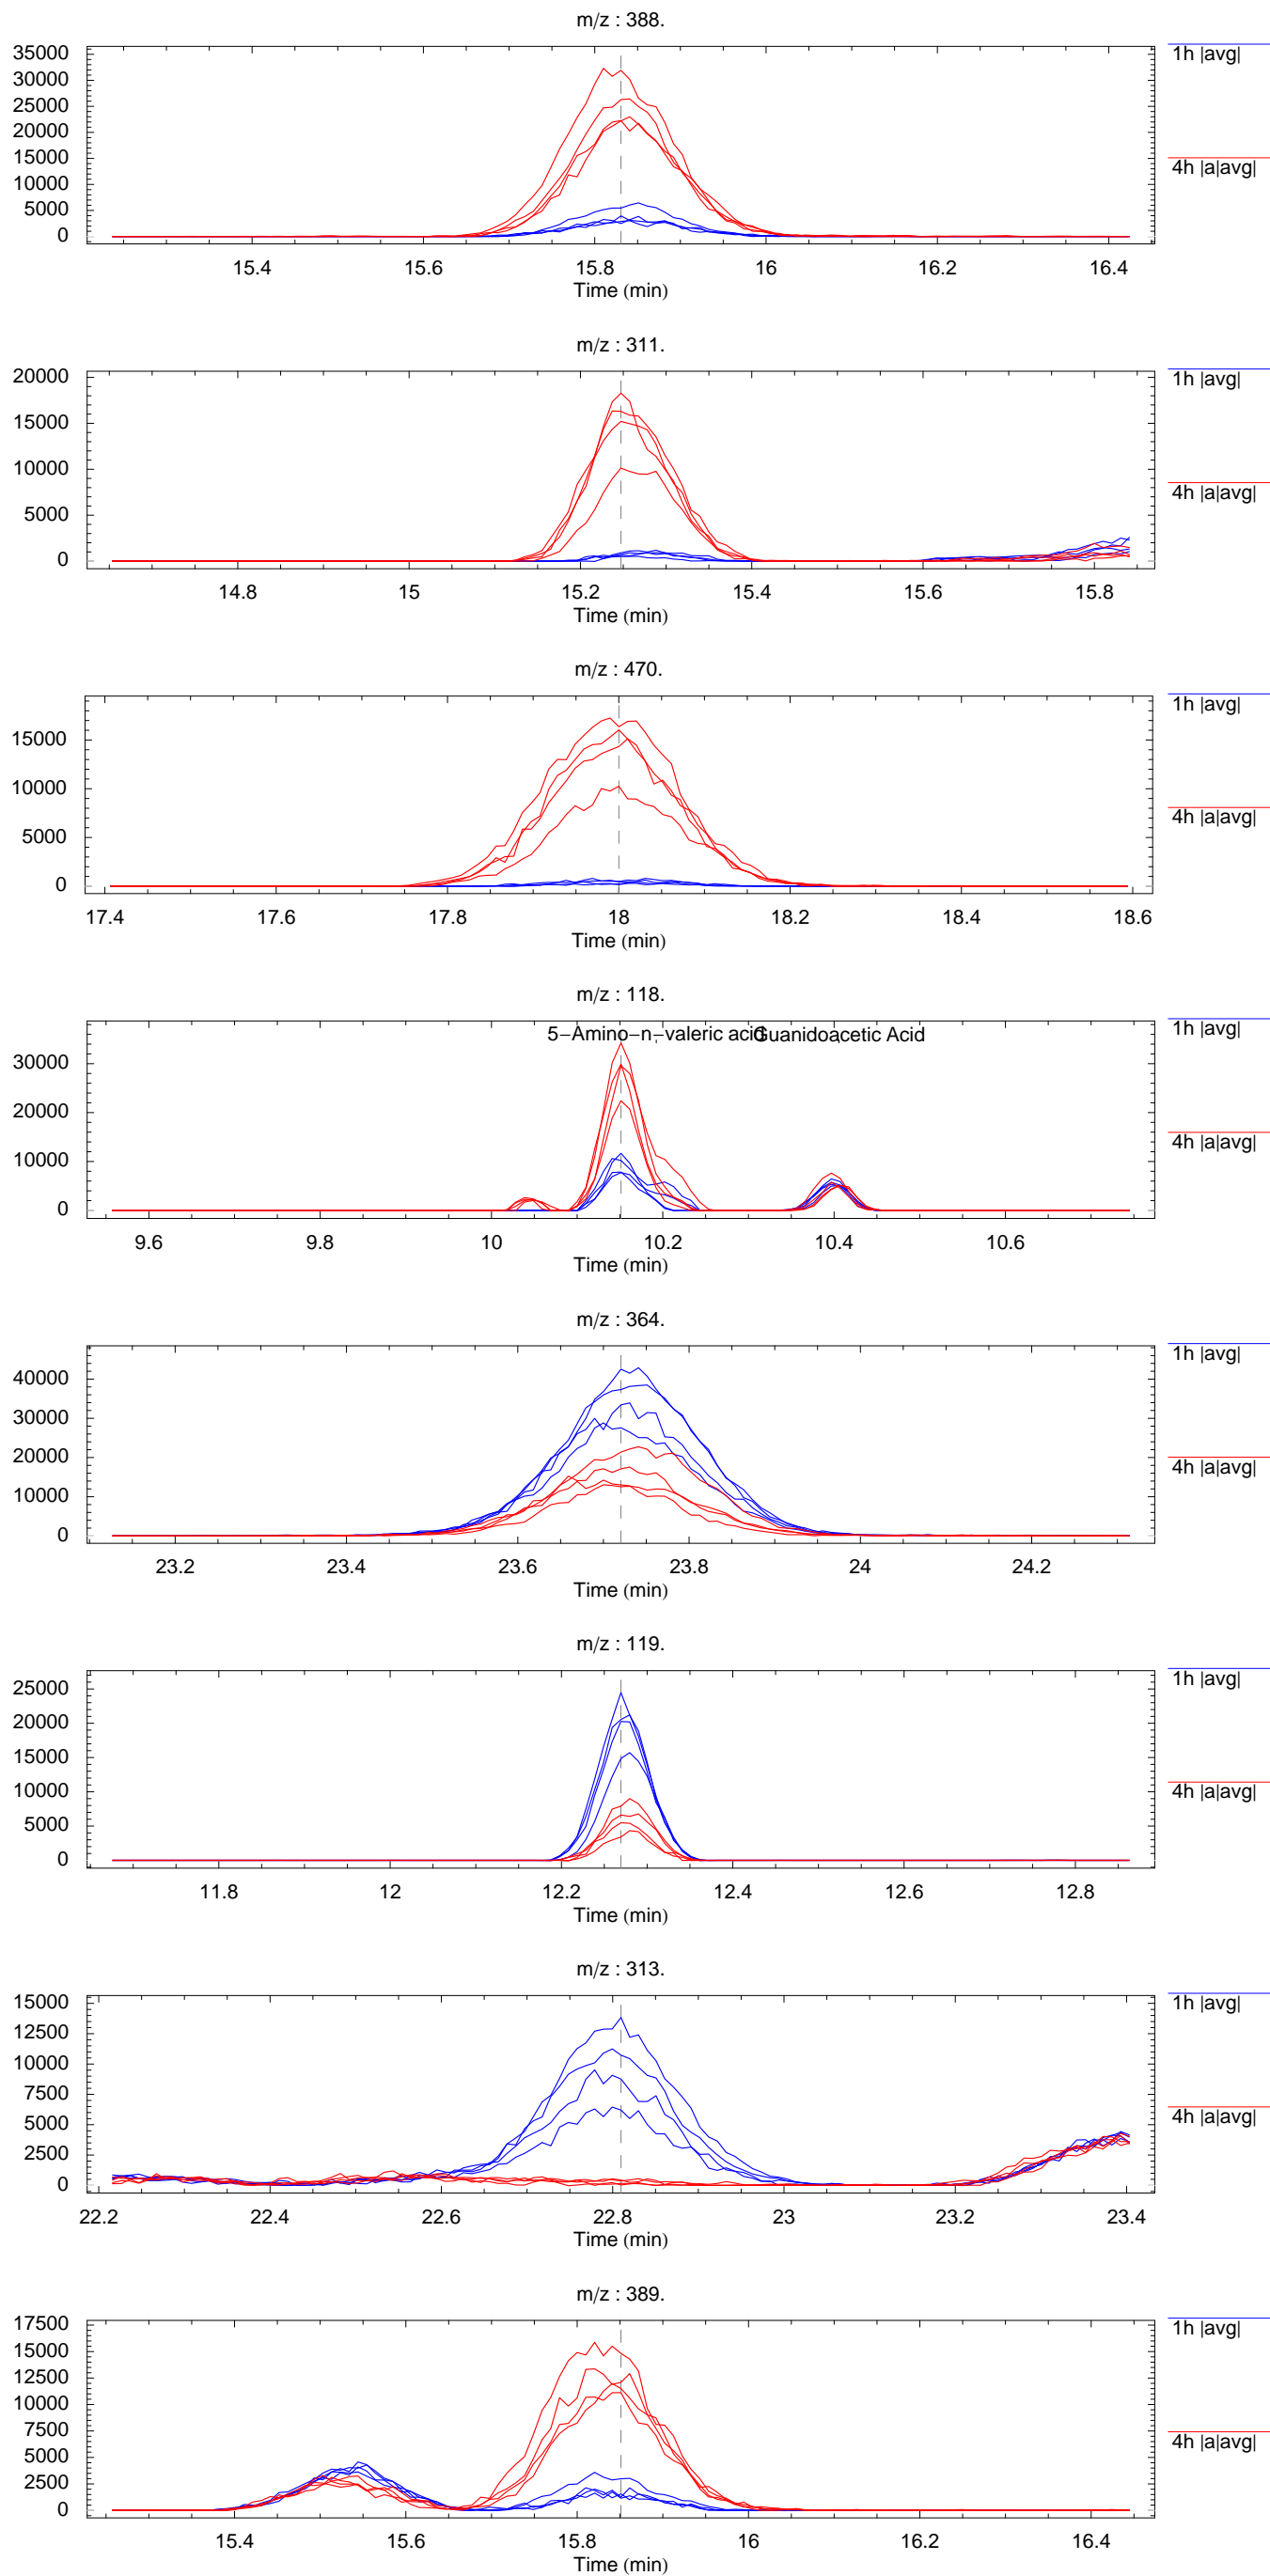 m/z : 388.
35000
30000
25000
20000
15000
10000
5000
0
15.4 15.6 15.8 16 16.2 16.4
Time (min)
1h |avg|
4h |a|avg|
m/z : 311.
20000
15000
10000
5000
0
14.8 15 15.2 15.4 15.6 15.8
Time (min)
1h |avg|
4h |a|avg|
m/z : 470.
15000
10000
5000
0
17.4 17.6 17.8 18 18.2 18.4 18.6
Time (min)
1h |avg|
4h |a|avg|
m/z : 118.
5−Amino−n−valeric acid Guanidoacetic Acid
30000
20000
10000
0
9.6 9.8 10 10.2 10.4 10.6
Time (min)
1h |avg|
4h |a|avg|
m/z : 364.
40000
30000
20000
10000
0
23.2 23.4 23.6 23.8 24 24.2
Time (min)
1h |avg|
4h |a|avg|
m/z : 119.
25000
20000
15000
10000
5000
0
11.8 12 12.2 12.4 12.6 12.8
Time (min)
1h |avg|
4h |a|avg|
m/z : 313.
15000
12500
10000
7500
5000
2500
0
22.2 22.4 22.6 22.8 23 23.2 23.4
Time (min)
1h |avg|
4h |a|avg|
m/z : 389.
17500
15000
12500
10000
7500
5000
2500
0
15.4 15.6 15.8 16 16.2 16.4
Time (min)
1h |avg|
4h |a|avg|